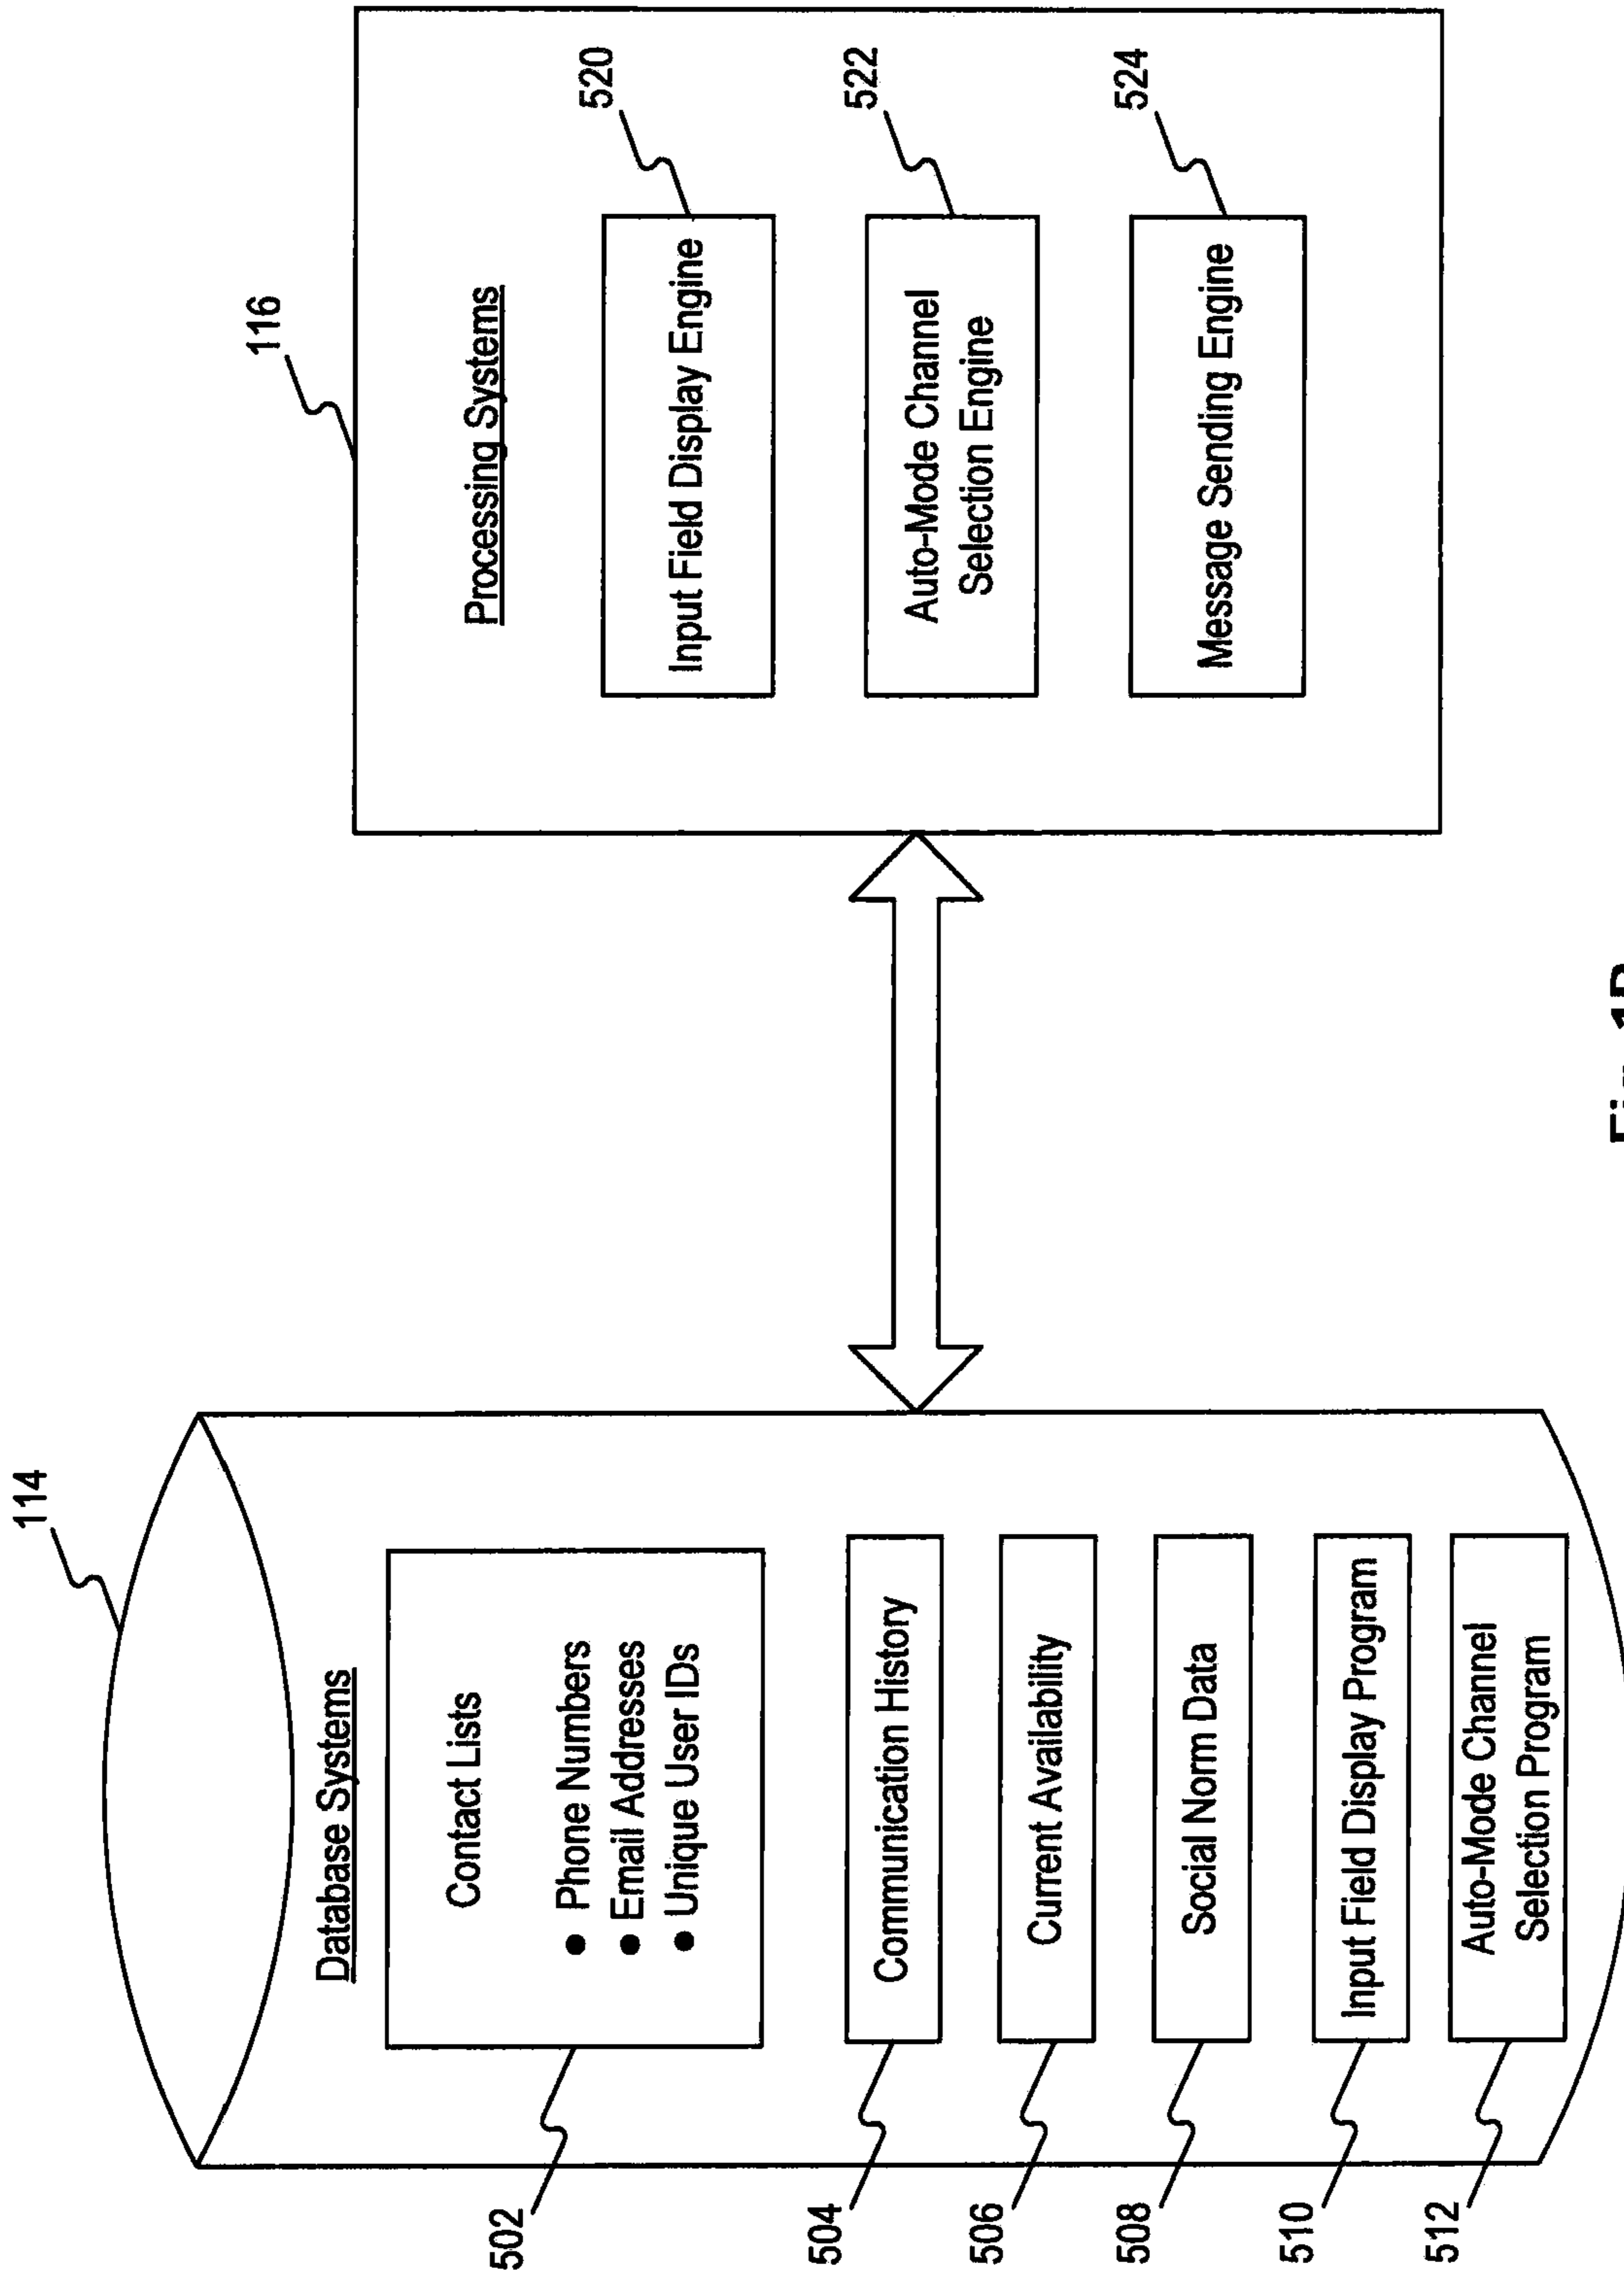 114
Database Systems
Contact Lists
● Phone Numbers
● Email Addresses
● Unique User IDs
502
Communication History
504
Current Availability
506
Social Norm Data
508
Input Field Display Program
510
Auto-Mode Channel
Selection Program
512
116
Processing Systems
Input Field Display Engine
520
Auto-Mode Channel
Selection Engine
522
Message Sending Engine
524